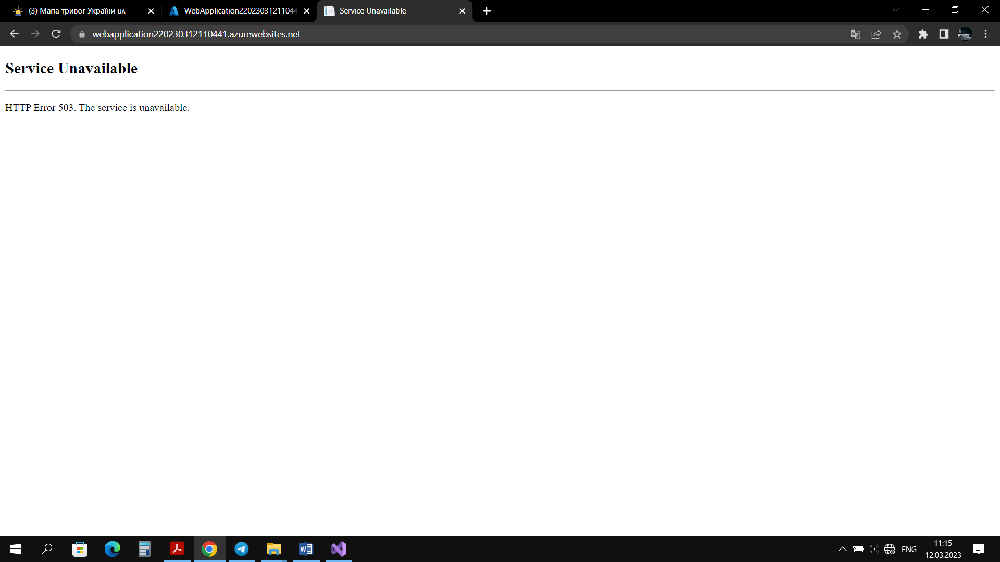 (3) Мапа тривог України UA
WebApplication22023031211044
Service Unavailable
webapplication220230312110441.azurewebsites.net
Service Unavailable
HTTP Error 503. The service is unavailable.
ENG
11:15
12.03.2023